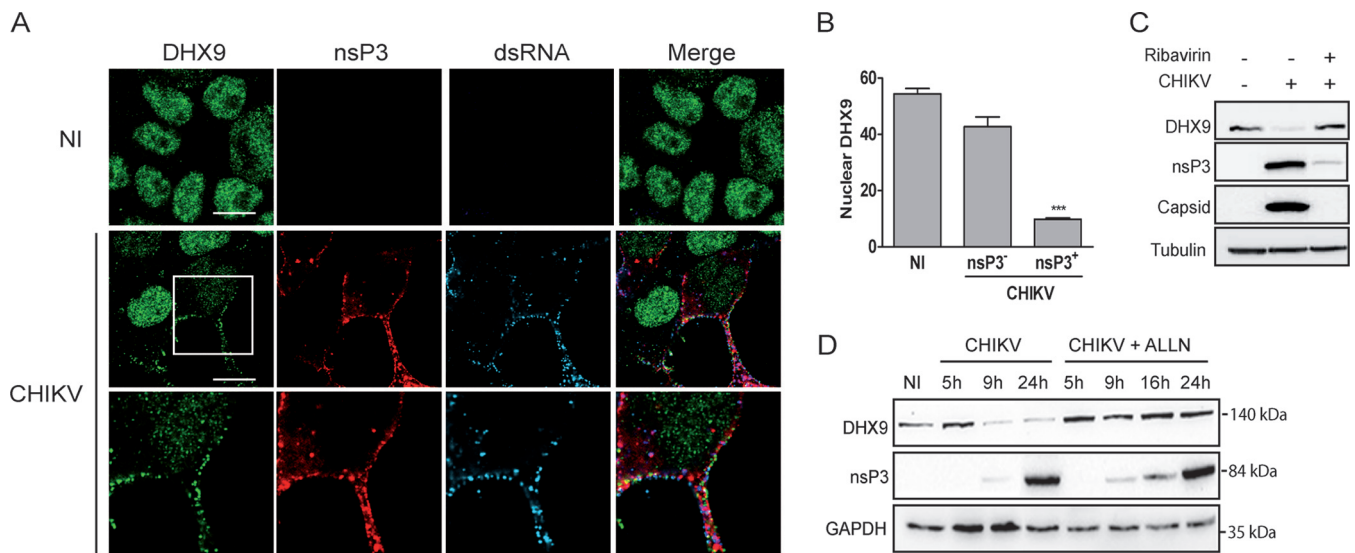 A
DHX9 nsP3 dsRNA Merge
NI
CHIKV
B
Nuclear DHX9
80
60
40
20
0
***
NI nsP3⁻ nsP3⁺
CHIKV
C
Ribavirin - - +
CHIKV - + +
DHX9
nsP3
Capsid
Tubulin
D
CHIKV CHIKV + ALLN
NI 5h 9h 24h 5h 9h 16h 24h
DHX9 -140 kDa
nsP3 -84 kDa
GAPDH -35 kDa